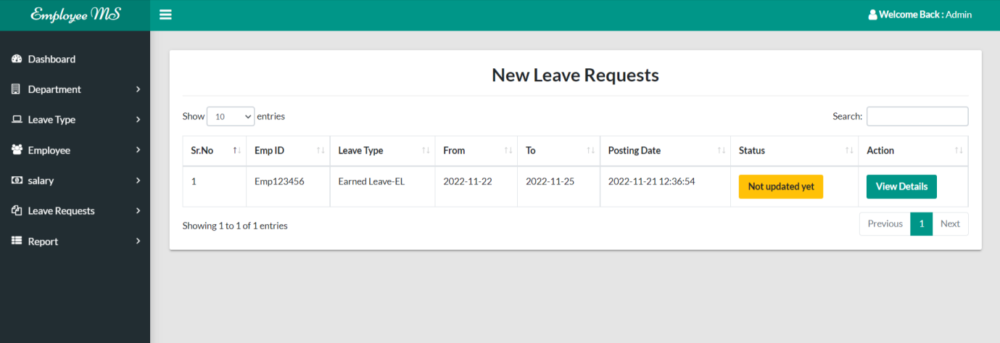 Employee MS
Welcome Back : Admin
Dashboard
Department
Leave Type
Employee
salary
Leave Requests
Report
New Leave Requests
Show 10 entries
Search:
Sr.No Emp ID Leave Type From To Posting Date Status Action
1 Emp123456 Earned Leave-EL 2022-11-22 2022-11-25 2022-11-21 12:36:54 Not updated yet View Details
Showing 1 to 1 of 1 entries
Previous 1 Next